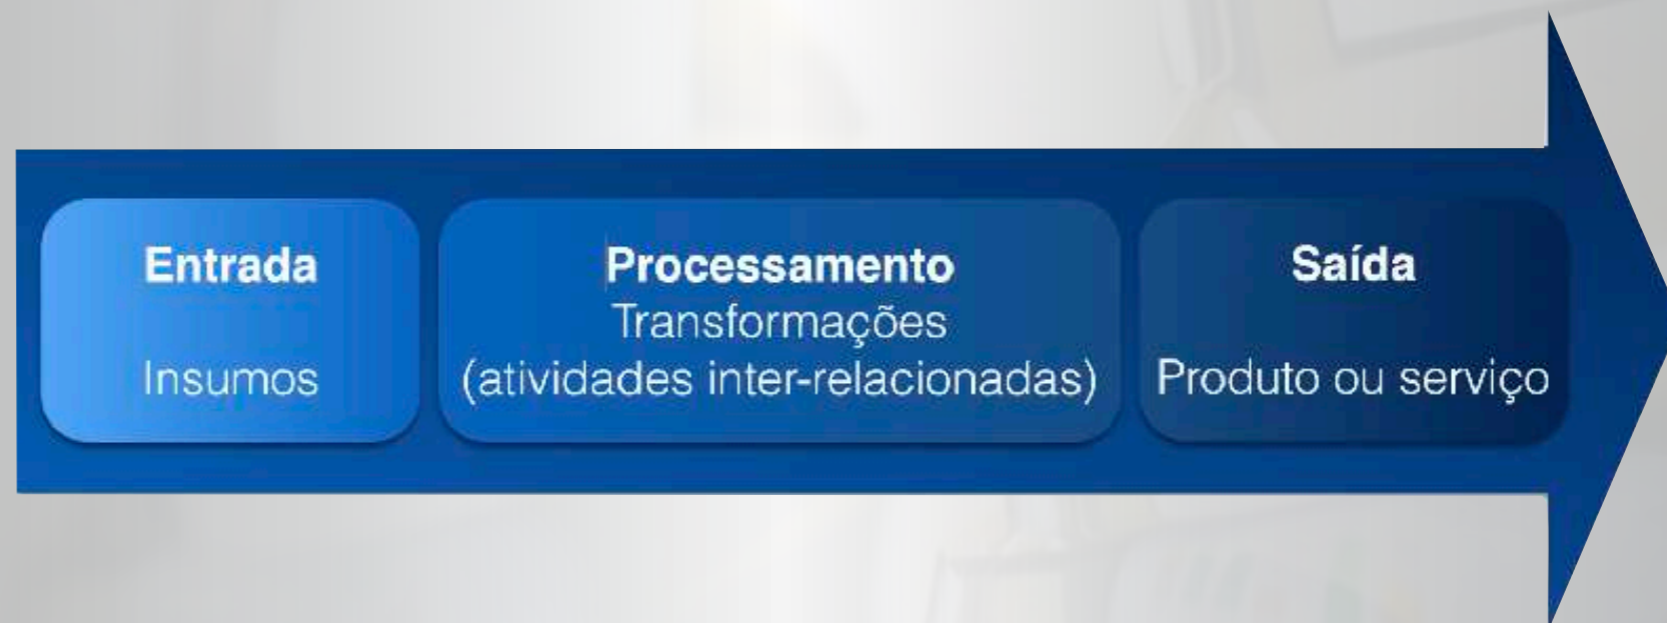 Entrada
Insumos
Processamento
Transformações
(atividades inter-relacionadas)
Saída
Produto ou serviço